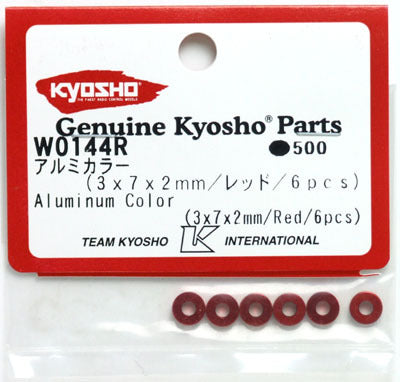 KYOSHO
THE FINEST RADIO CONTROL MODELS
Genuine Kyosho® Parts
W0144R ●500
アルミカラー
(3x7x2mm/レッド/6pcs)
Aluminum Color
(3x7x2mm/Red/6pcs)
TEAM KYOSHO K INTERNATIONAL